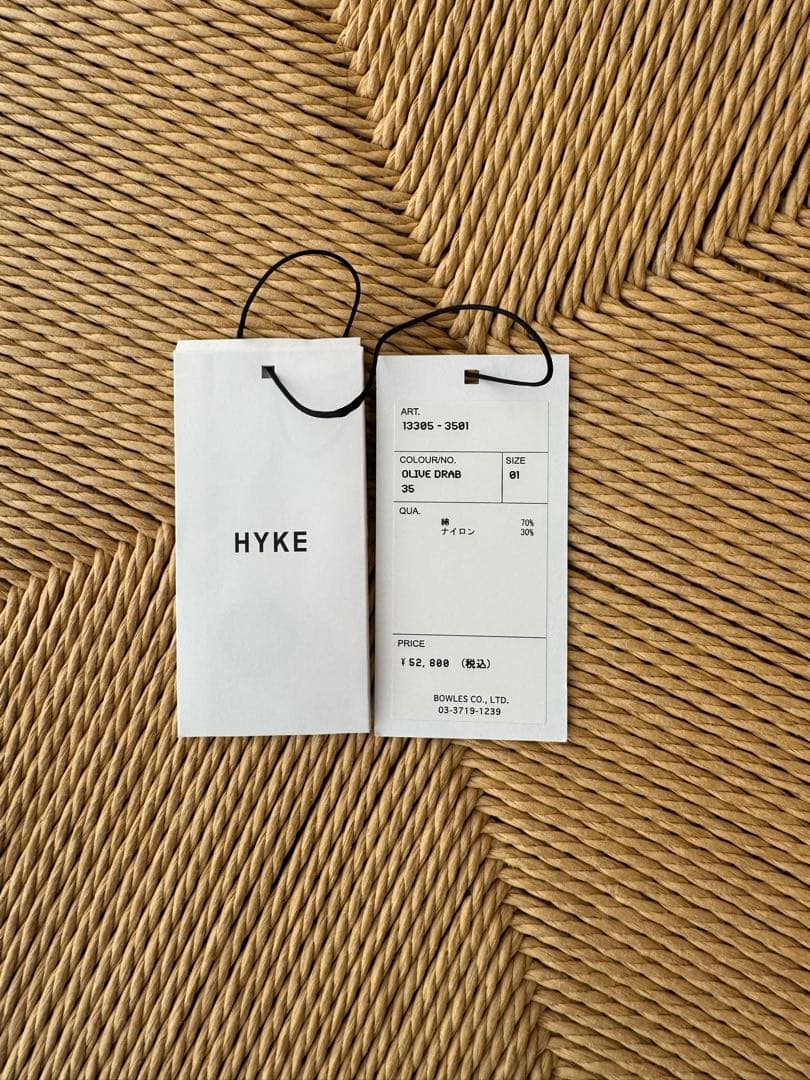 HYKE
ART.
13305 - 3501
COLOUR/NO.
OLIVE DRAB
35
SIZE
01
QUA.
綿 70%
ナイロン 30%
PRICE
¥52,800 (税込)
BOWLES CO., LTD.
03-3719-1239